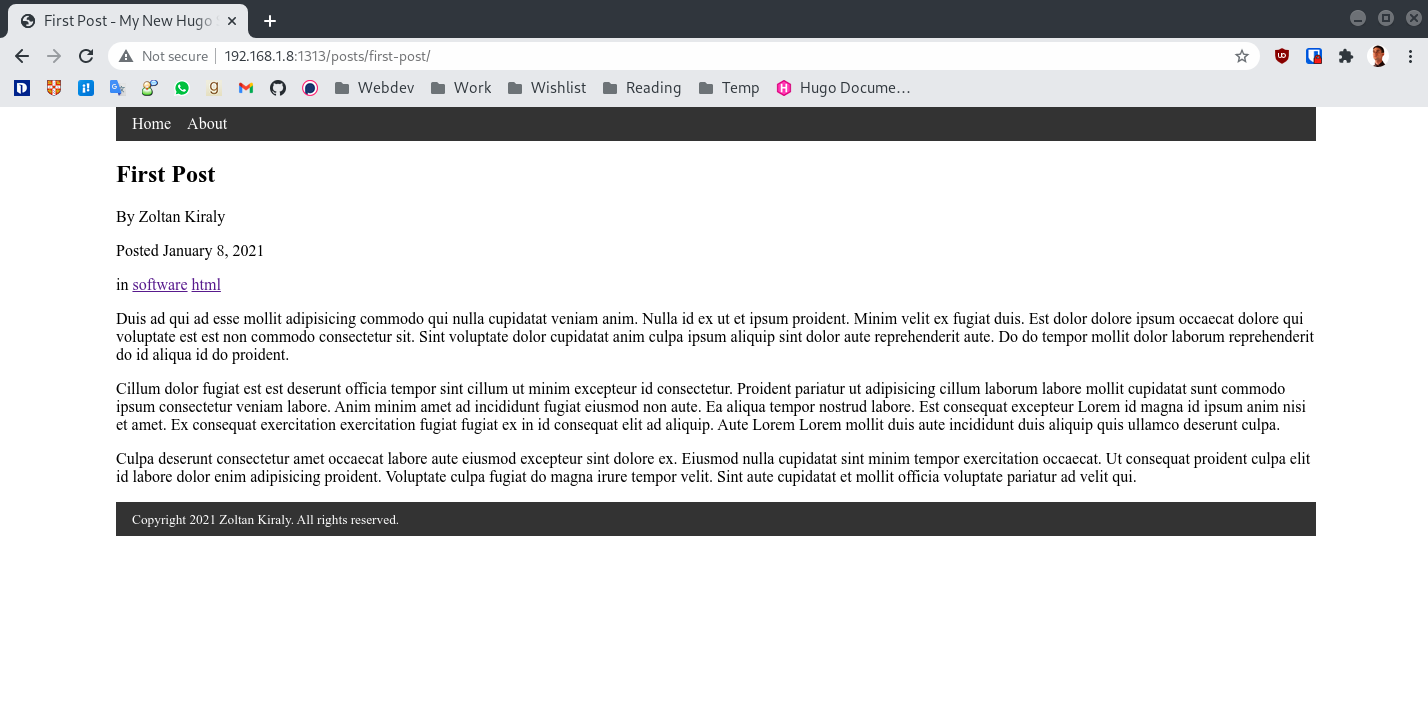 First Post - My New Hugo
Not secure 192.168.1.8:1313/posts/first-post/
Webdev Work Wishlist Reading Temp Hugo Docume…
Home About
First Post
By Zoltan Kiraly
Posted January 8, 2021
in software html
Duis ad qui ad esse mollit adipisicing commodo qui nulla cupidatat veniam anim. Nulla id ex ut et ipsum proident. Minim velit ex fugiat duis. Est dolor dolore ipsum occaecat dolore qui
voluptate est est non commodo consectetur sit. Sint voluptate dolor cupidatat anim culpa ipsum aliquip sint dolor aute reprehenderit aute. Do do tempor mollit dolor laborum reprehenderit
do id aliqua id do proident.
Cillum dolor fugiat est est deserunt officia tempor sint cillum ut minim excepteur id consectetur. Proident pariatur ut adipisicing cillum laborum labore mollit cupidatat sunt commodo
ipsum consectetur veniam labore. Anim minim amet ad incididunt fugiat eiusmod non aute. Ea aliqua tempor nostrud labore. Est consequat excepteur Lorem id magna id ipsum anim nisi
et amet. Ex consequat exercitation exercitation fugiat fugiat ex in id consequat elit ad aliquip. Aute Lorem Lorem mollit duis aute incididunt duis aliquip quis ullamco deserunt culpa.
Culpa deserunt consectetur amet occaecat labore aute eiusmod excepteur sint dolore ex. Eiusmod nulla cupidatat sint minim tempor exercitation occaecat. Ut consequat proident culpa elit
id labore dolor enim adipisicing proident. Voluptate culpa fugiat do magna irure tempor velit. Sint aute cupidatat et mollit officia voluptate pariatur ad velit qui.
Copyright 2021 Zoltan Kiraly. All rights reserved.